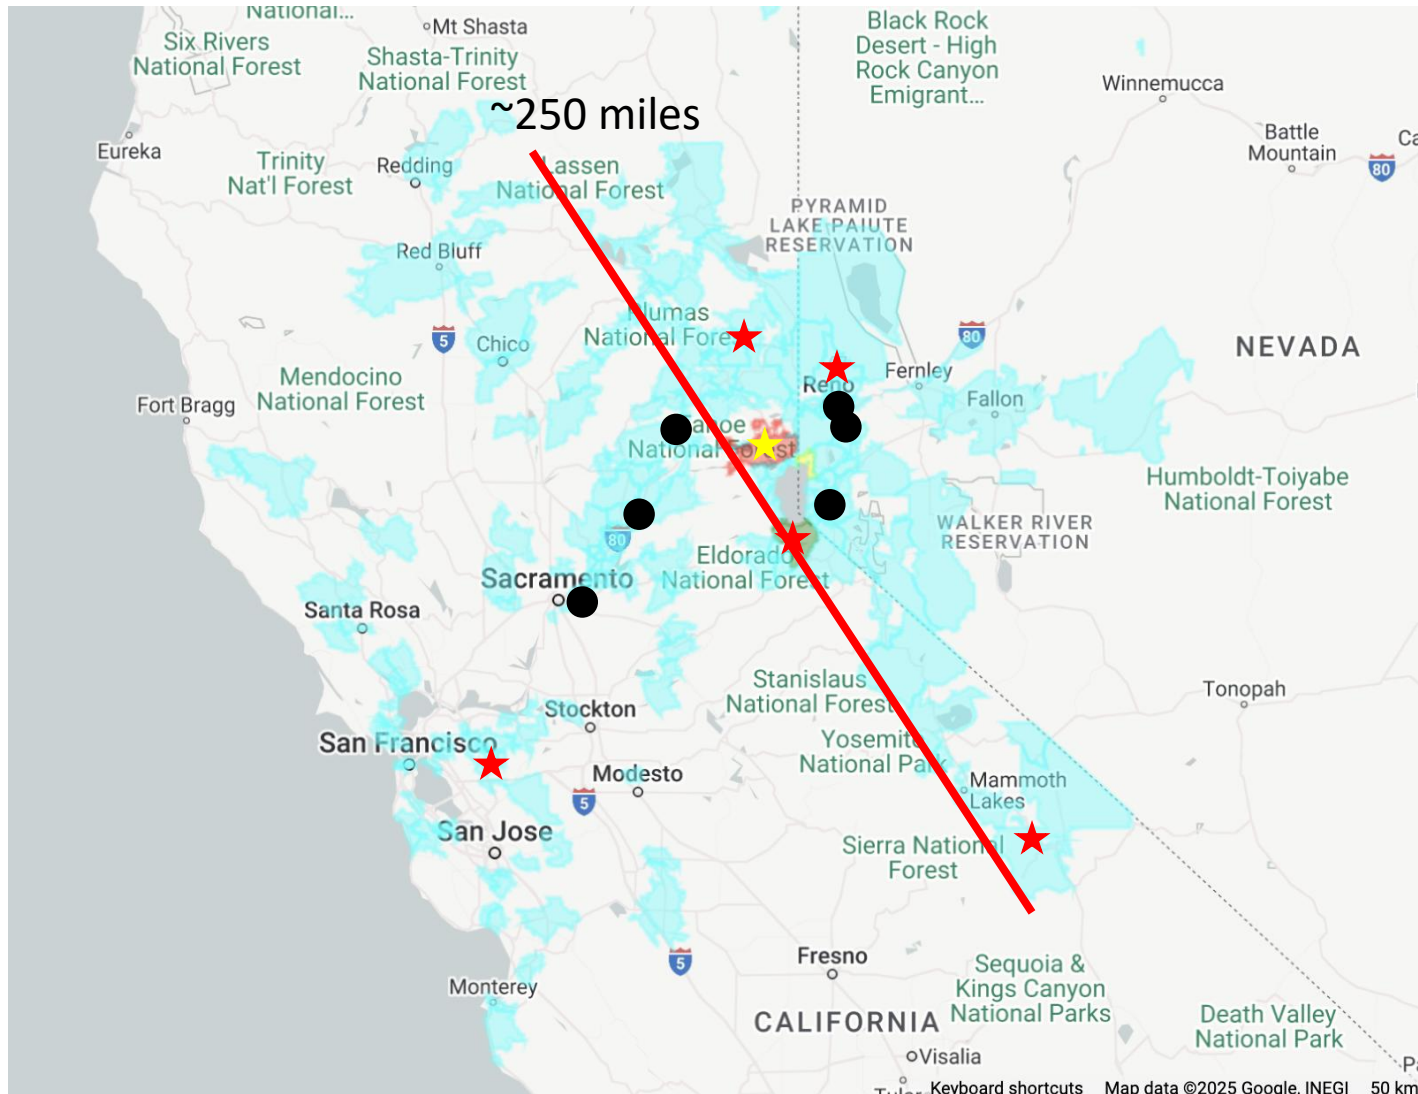 National...
Mt Shasta
Six Rivers
National Forest
Shasta-Trinity
National Forest
Black Rock
Desert - High
Rock Canyon
Emigrant...
Winnemucca
~250 miles
Eureka
Battle
Mountain
Ca
80
Trinity
Nat'l Forest
Redding
Lassen
National Forest
PYRAMID
LAKE PAIUTE
RESERVATION
Red Bluff
Plumas
National Fore
5
Chico
80
NEVADA
Reno
Fernley
Fallon
Mendocino
National Forest
Fort Bragg
Tahoe
National Forest
Humboldt-Toiyabe
National Forest
WALKER RIVER
RESERVATION
80
Eldorado
National Forest
Sacramento
Santa Rosa
Stanislaus
National Forest
Tonopah
Stockton
San Francisco
Yosemite
National Park
Modesto
Mammoth
Lakes
5
San Jose
Sierra National
Forest
5
Fresno
Sequoia &
Kings Canyon
National Parks
Monterey
CALIFORNIA
Death Valley
National Park
Visalia
Keyboard shortcuts Map data ©2025 Google, INEGI 50 km